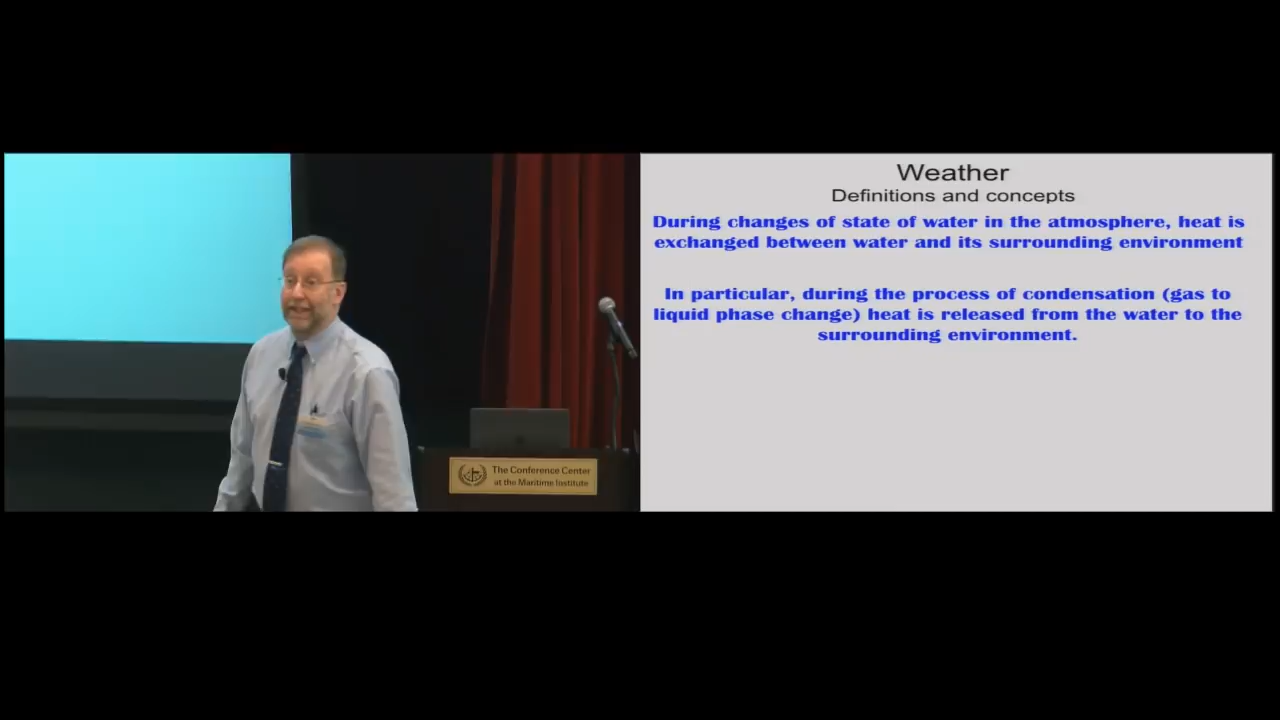 Weather
Definitions and concepts
During changes of state of water in the atmosphere, heat is
exchanged between water and its surrounding environment
In particular, during the process of condensation (gas to
liquid phase change) heat is released from the water to the
surrounding environment.
The Conference Center
at the Maritime Institute